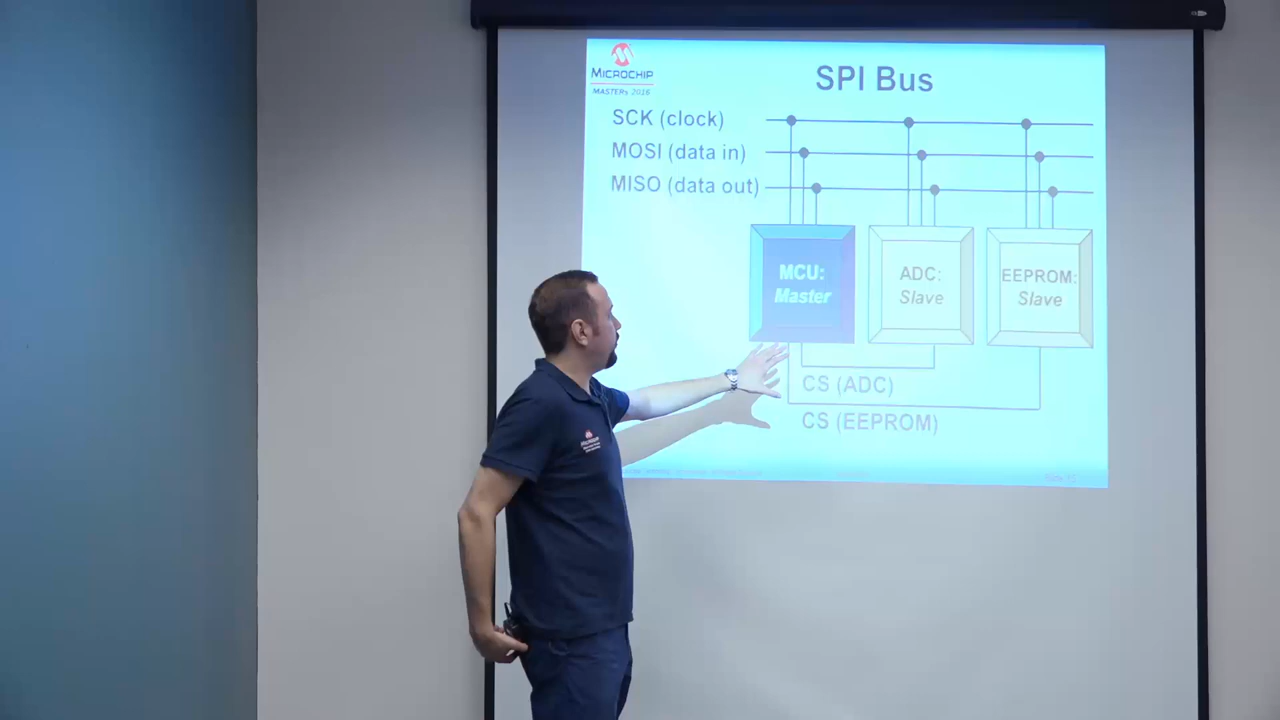 MICROCHIP
MASTERs 2016
SPI Bus
SCK (clock)
MOSI (data in)
MISO (data out)
MCU:
Master
ADC:
Slave
EEPROM:
Slave
CS (ADC)
CS (EEPROM)